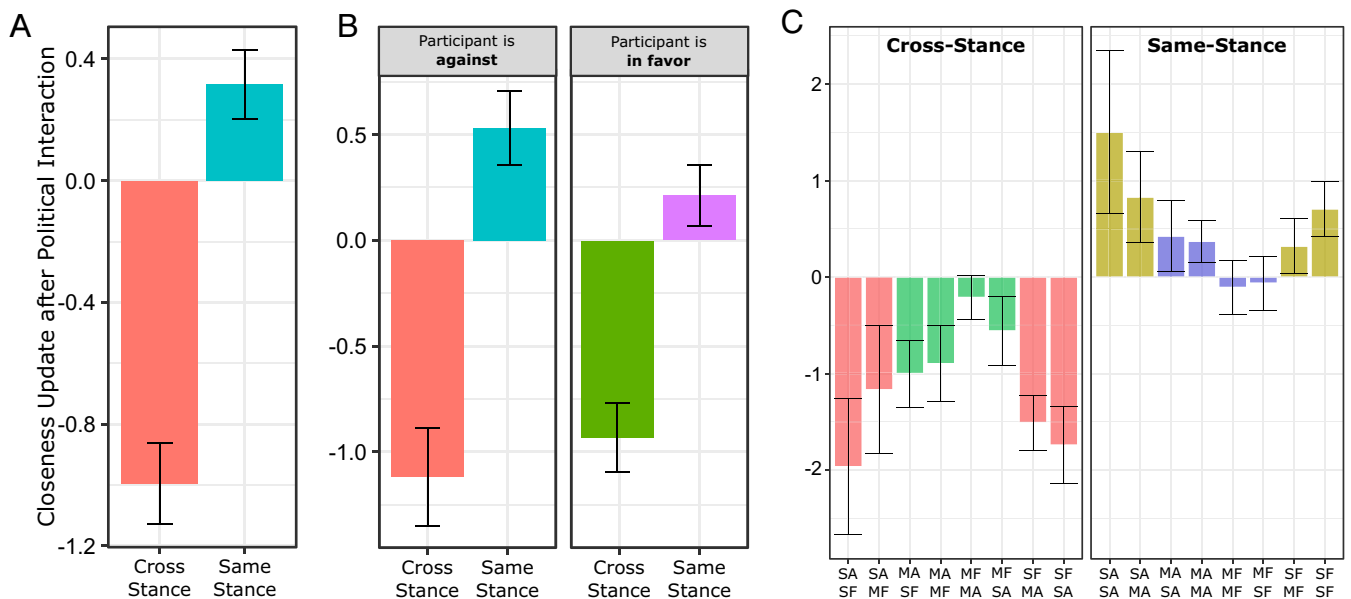 A
Closeness Update after Political Interaction
0.4
0.0
-0.4
-0.8
-1.2
Cross
Stance
Same
Stance
B
Participant is
against
Participant is
in favor
0.5
0.0
-0.5
-1.0
Cross
Stance
Same
Stance
Cross
Stance
Same
Stance
C
Cross-Stance
Same-Stance
2
1
0
-1
-2
SA SA MA MA MF MF SF SF
SF MF SF MF MA SA MA SA
SA SA MA MA MF MF SF SF
SA MA SA MA MF SF MF SF